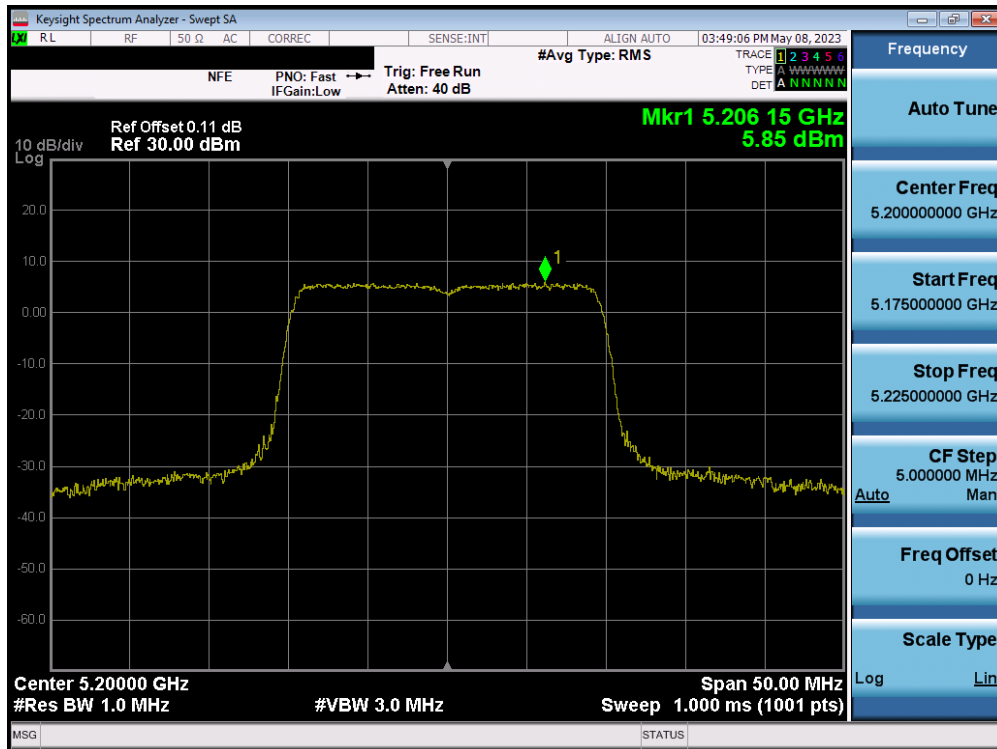 Keysight Spectrum Analyzer - Swept SA
LXI RL RF 50 Ω AC CORREC SENSE:INT ALIGN AUTO 03:49:06 PM May 08, 2023
NFE PNO: Fast Trig: Free Run #Avg Type: RMS TRACE 1 2 3 4 5 6
IFGain:Low Atten: 40 dB TYPE A WWWWW
DET A N N N N N
Mkr1 5.206 15 GHz
5.85 dBm
Ref Offset 0.11 dB
10 dB/div Ref 30.00 dBm
Log
20.0
10.0
0.00
-10.0
-20.0
-30.0
-40.0
-50.0
-60.0
1
Center 5.20000 GHz Span 50.00 MHz
#Res BW 1.0 MHz #VBW 3.0 MHz Sweep 1.000 ms (1001 pts)
MSG STATUS
Frequency
Auto Tune
Center Freq
5.200000000 GHz
Start Freq
5.175000000 GHz
Stop Freq
5.225000000 GHz
CF Step
5.000000 MHz
Auto Man
Freq Offset
0 Hz
Scale Type
Log Lin